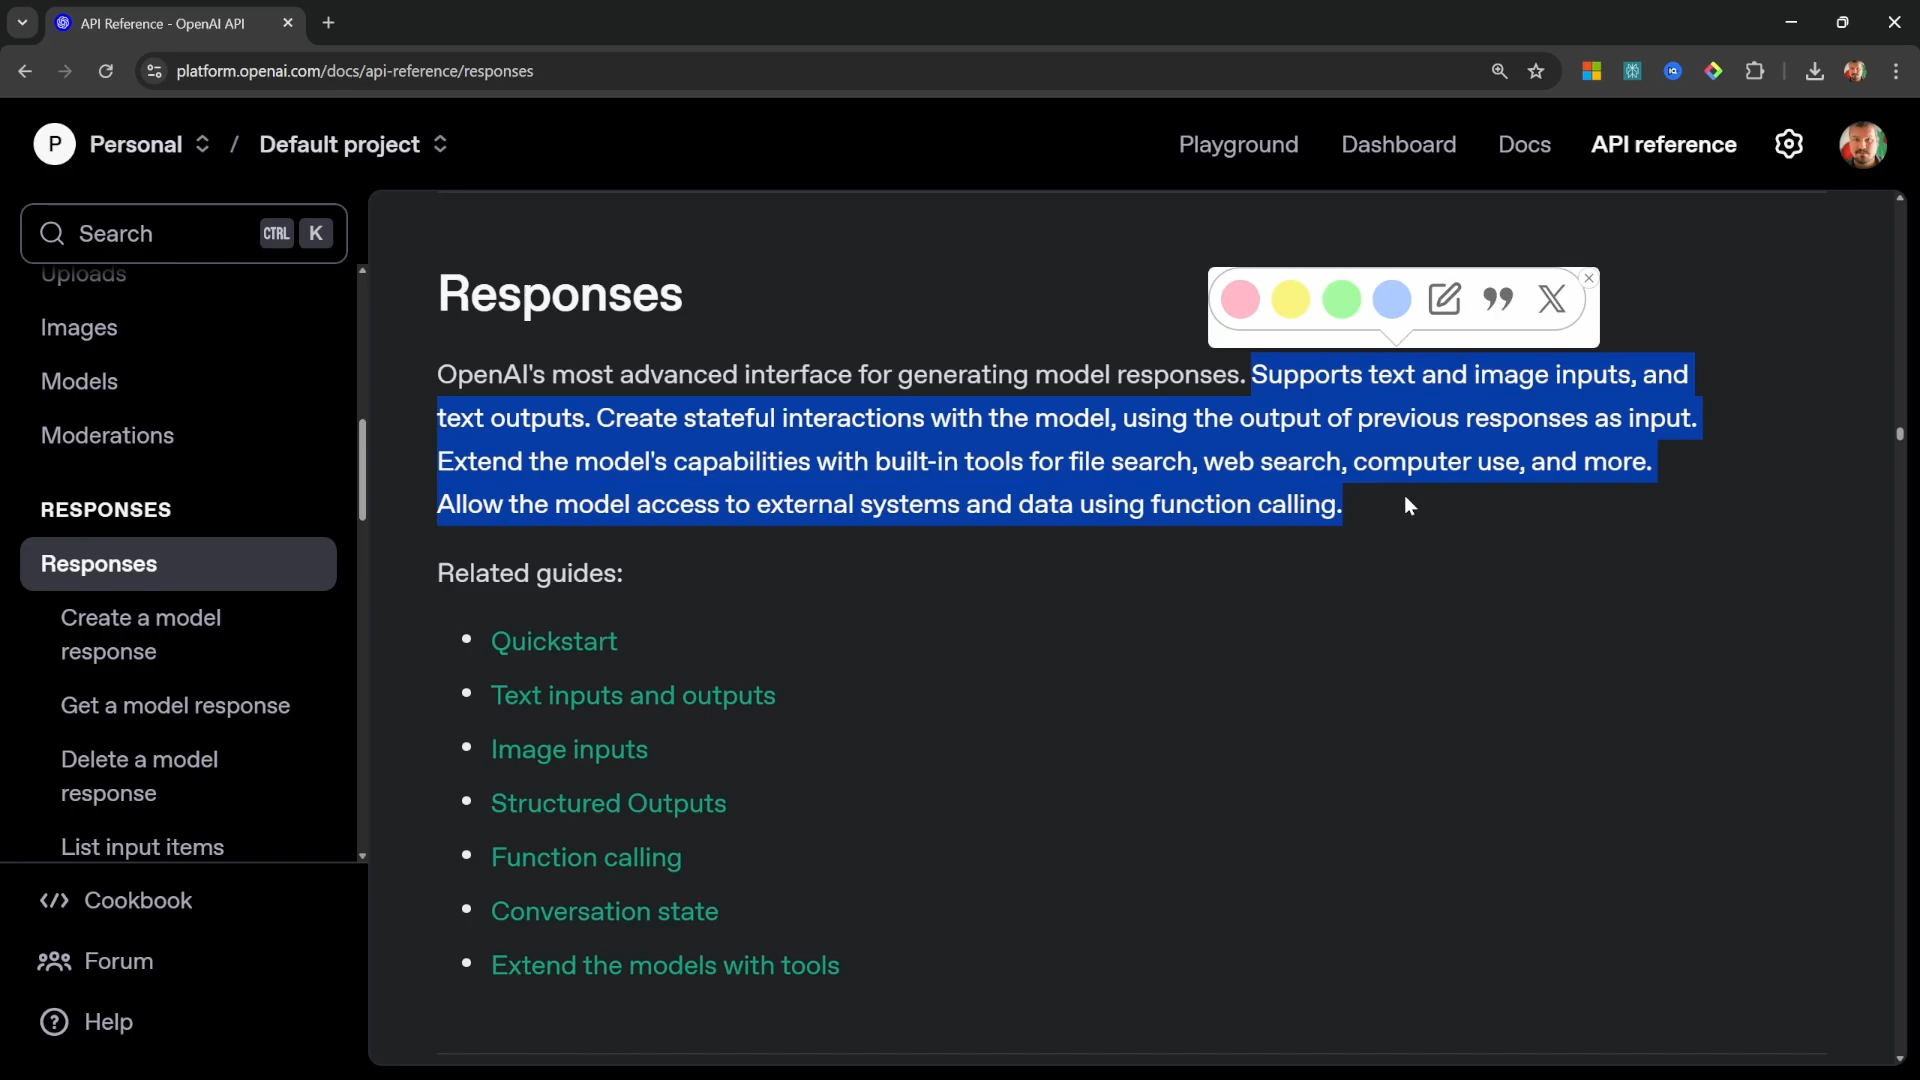 API Reference - OpenAI API
platform.openai.com/docs/api-reference/responses
P Personal / Default project
Playground Dashboard Docs API reference
Search CTRL K
Uploads
Images
Models
Moderations
RESPONSES
Responses
Create a model
response
Get a model response
Delete a model
response
List input items
Cookbook
Forum
Help
Responses
OpenAI's most advanced interface for generating model responses. Supports text and image inputs, and
text outputs. Create stateful interactions with the model, using the output of previous responses as input.
Extend the model's capabilities with built-in tools for file search, web search, computer use, and more.
Allow the model access to external systems and data using function calling.
Related guides:
• Quickstart
• Text inputs and outputs
• Image inputs
• Structured Outputs
• Function calling
• Conversation state
• Extend the models with tools